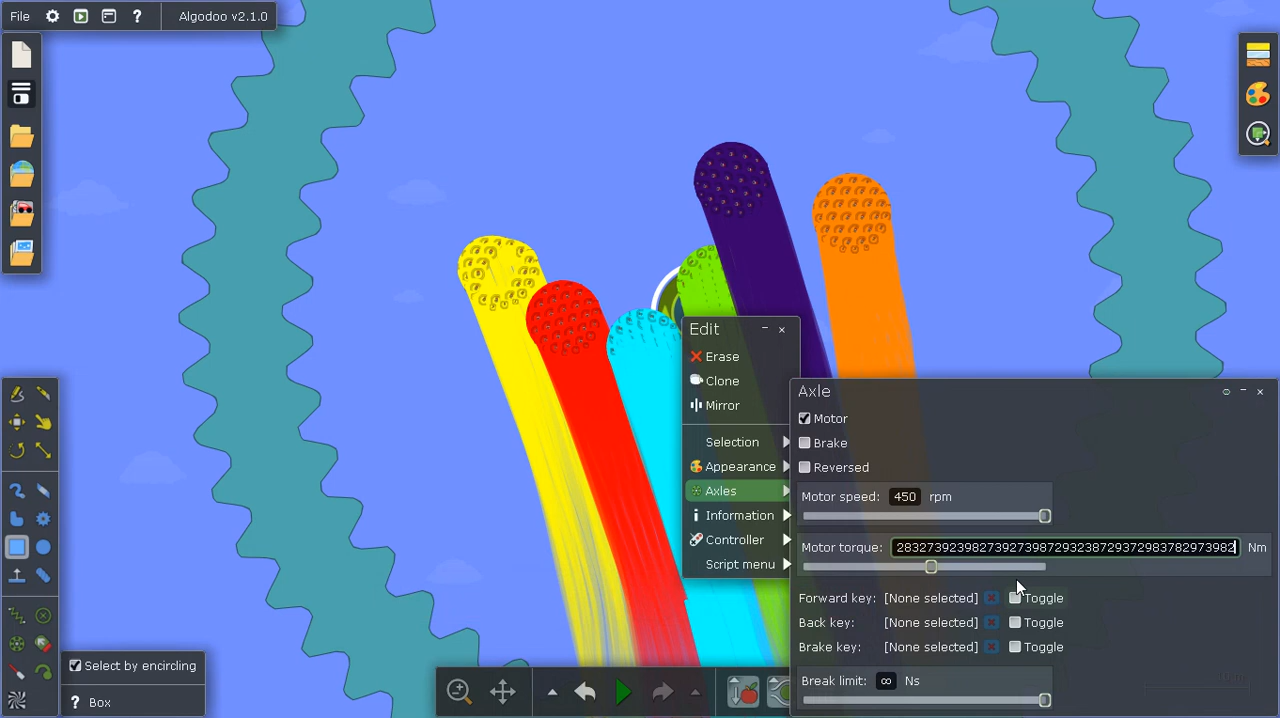 File ? Algodoo v2.1.0
Edit
Erase
Clone
Mirror
Selection
Appearance
Axles
Information
Controller
Script menu
Axle
Motor
Brake
Reversed
Motor speed: 450 rpm
Motor torque: 28327392398273927398729323872937298378297398​2 Nm
Forward key: [None selected] Toggle
Back key: [None selected] Toggle
Brake key: [None selected] Toggle
Break limit: ∞ Ns
Select by encircling
? Box